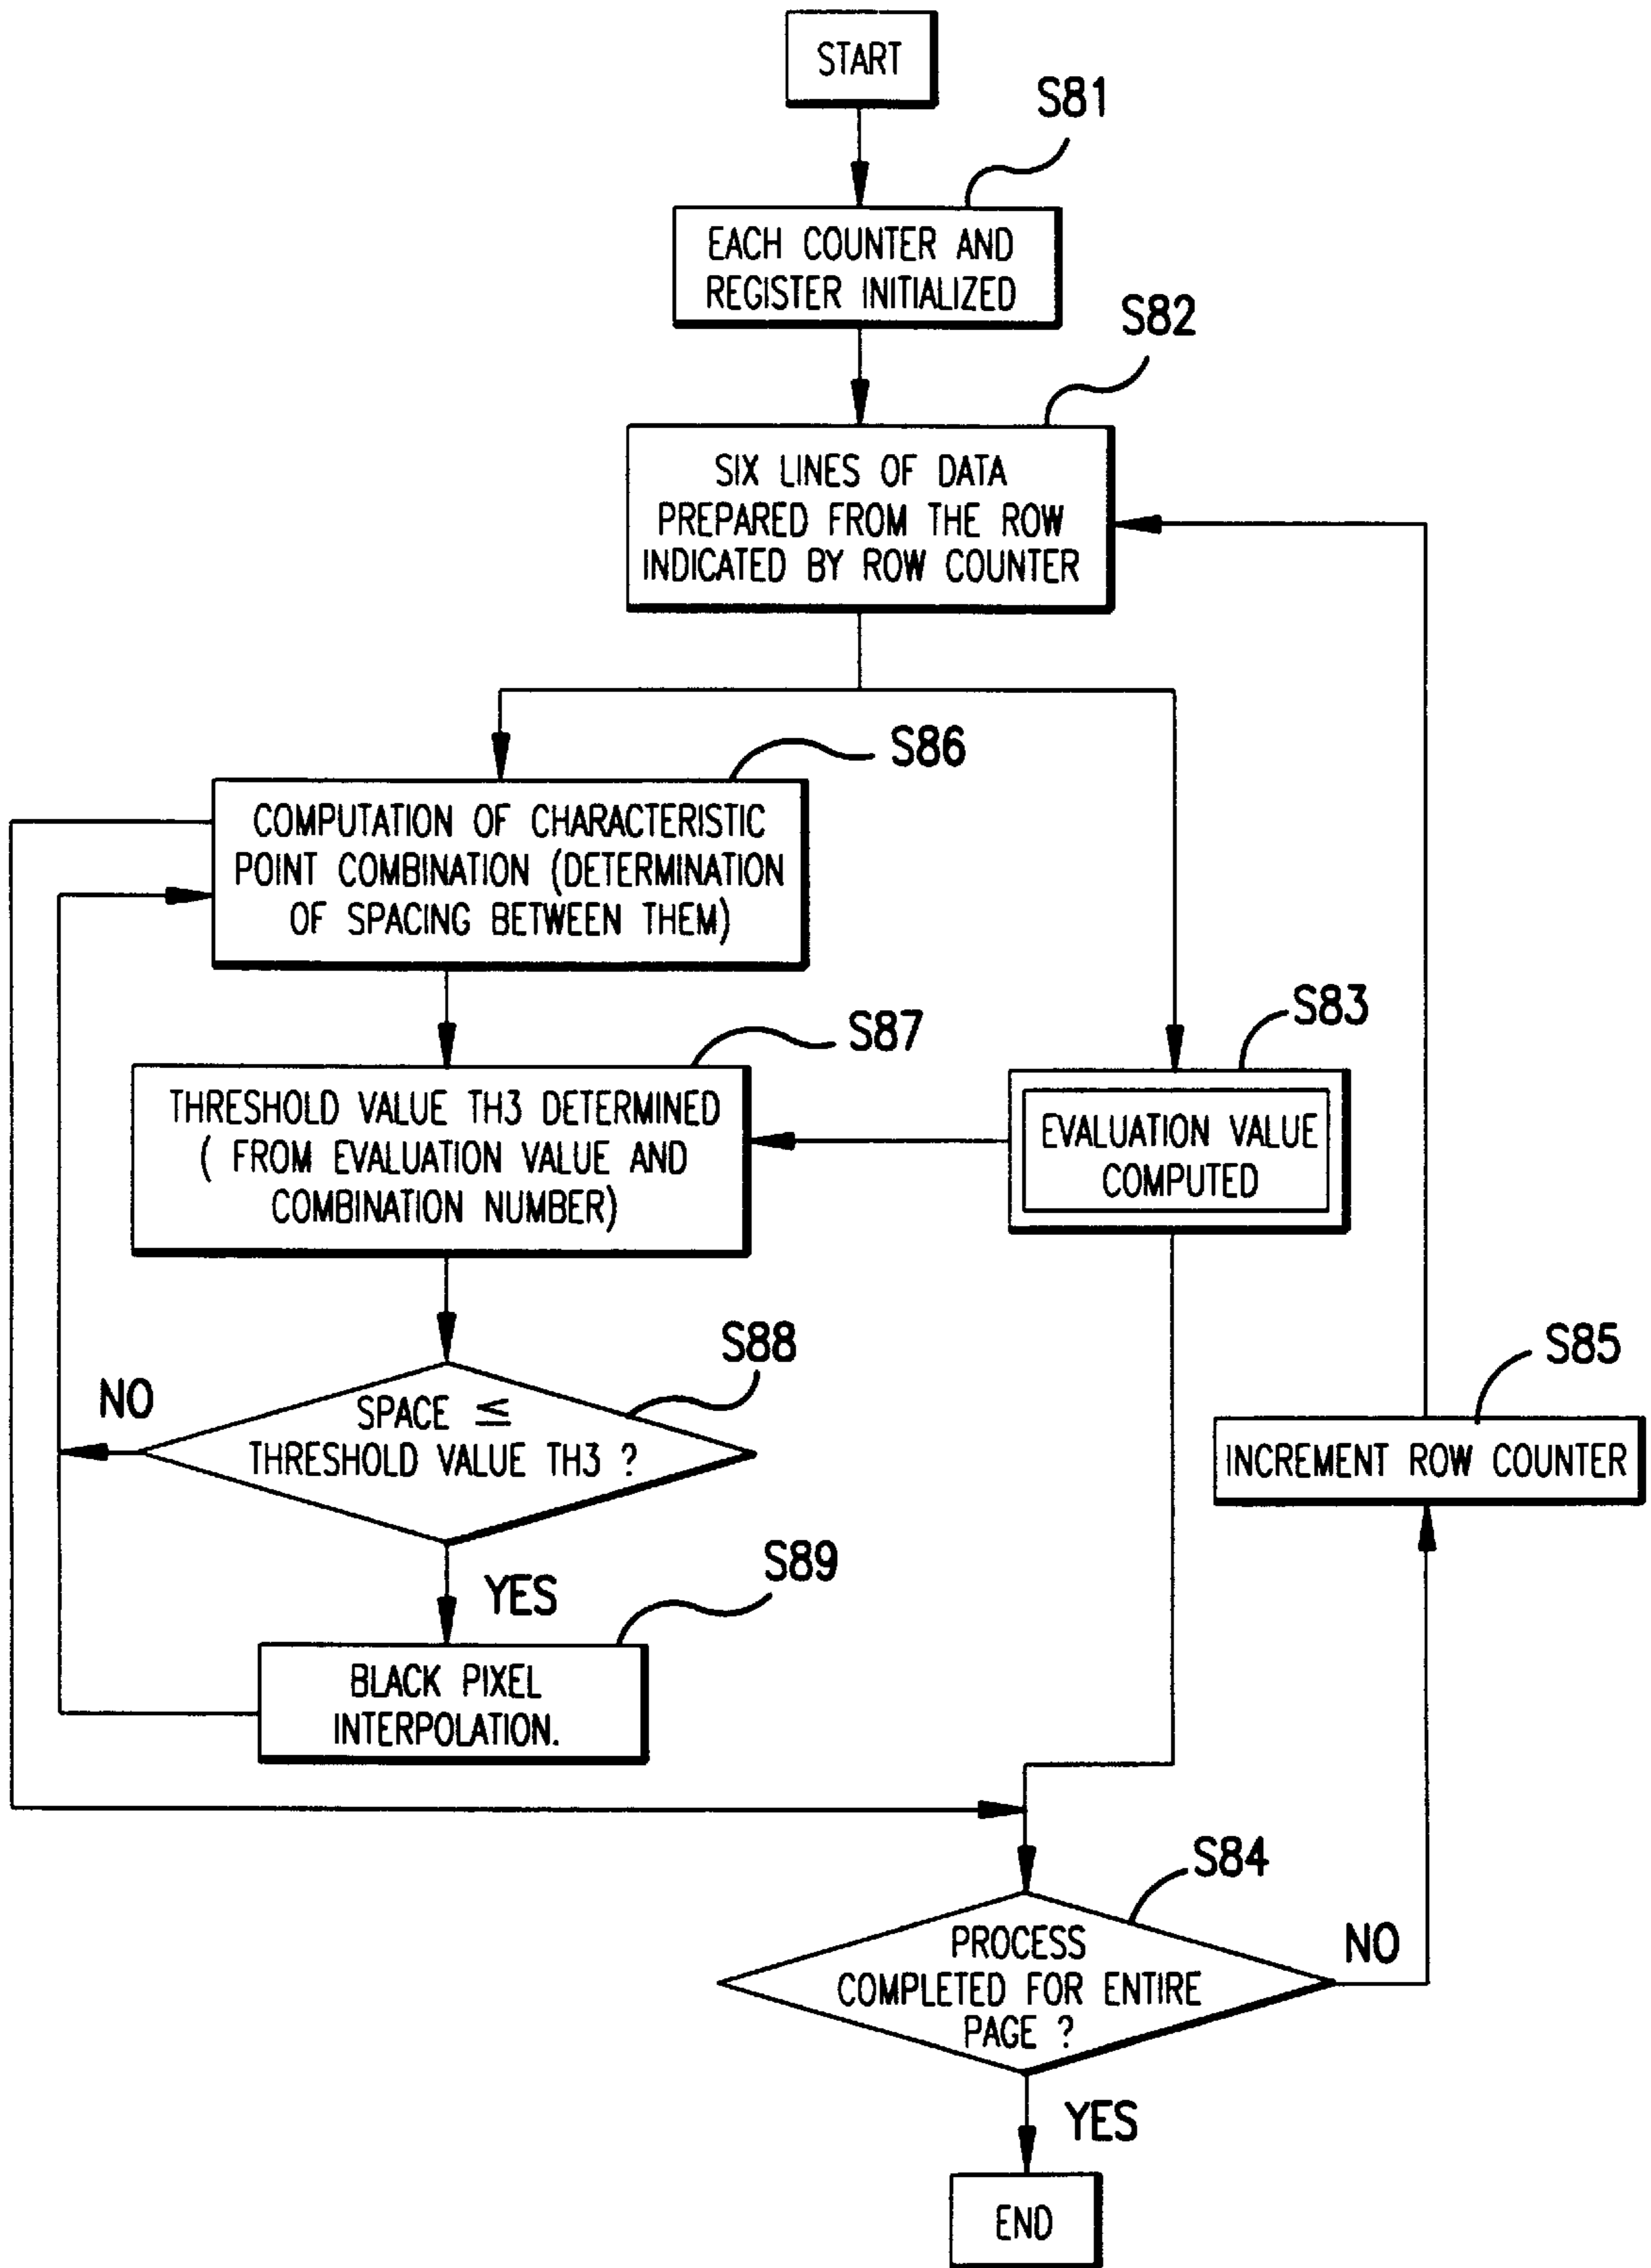 START
S81
EACH COUNTER AND
REGISTER INITIALIZED
S82
SIX LINES OF DATA
PREPARED FROM THE ROW
INDICATED BY ROW COUNTER
S86
COMPUTATION OF CHARACTERISTIC
POINT COMBINATION (DETERMINATION
OF SPACING BETWEEN THEM)
S87
THRESHOLD VALUE TH3 DETERMINED
( FROM EVALUATION VALUE AND
COMBINATION NUMBER)
S83
EVALUATION VALUE
COMPUTED
S88
NO
SPACE ≦
THRESHOLD VALUE TH3 ?
S85
INCREMENT ROW COUNTER
YES
S89
BLACK PIXEL
INTERPOLATION.
S84
PROCESS
COMPLETED FOR ENTIRE
PAGE ?
NO
YES
END